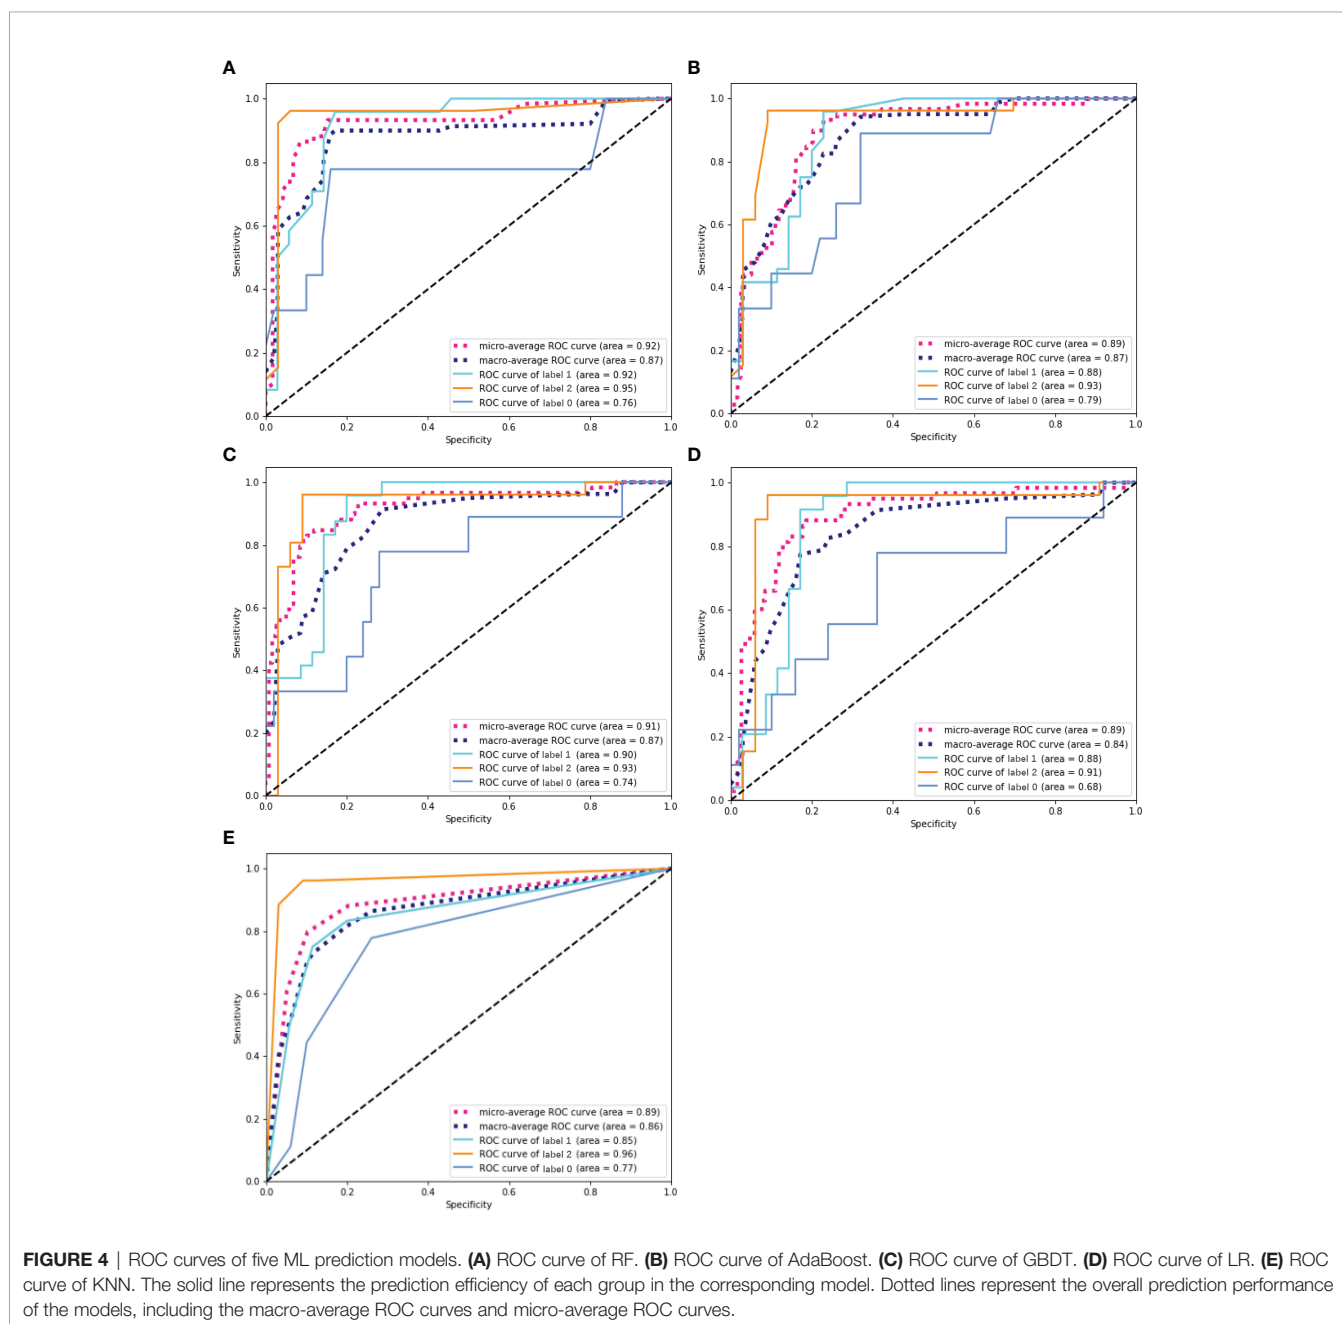 A
1.0
0.8
0.6
0.4
0.2
0.0
Sensitivity
0.0 0.2 0.4 0.6 0.8 1.0
Specificity
micro-average ROC curve (area = 0.92)
macro-average ROC curve (area = 0.87)
ROC curve of label 1 (area = 0.92)
ROC curve of label 2 (area = 0.95)
ROC curve of label 0 (area = 0.76)
B
1.0
0.8
0.6
0.4
0.2
0.0
Sensitivity
0.0 0.2 0.4 0.6 0.8 1.0
Specificity
micro-average ROC curve (area = 0.89)
macro-average ROC curve (area = 0.87)
ROC curve of label 1 (area = 0.88)
ROC curve of label 2 (area = 0.93)
ROC curve of label 0 (area = 0.79)
C
1.0
0.8
0.6
0.4
0.2
0.0
Sensitivity
0.0 0.2 0.4 0.6 0.8 1.0
Specificity
micro-average ROC curve (area = 0.91)
macro-average ROC curve (area = 0.87)
ROC curve of label 1 (area = 0.90)
ROC curve of label 2 (area = 0.93)
ROC curve of label 0 (area = 0.74)
D
1.0
0.8
0.6
0.4
0.2
0.0
Sensitivity
0.0 0.2 0.4 0.6 0.8 1.0
Specificity
micro-average ROC curve (area = 0.89)
macro-average ROC curve (area = 0.84)
ROC curve of label 1 (area = 0.88)
ROC curve of label 2 (area = 0.91)
ROC curve of label 0 (area = 0.68)
E
1.0
0.8
0.6
0.4
0.2
0.0
Sensitivity
0.0 0.2 0.4 0.6 0.8 1.0
Specificity
micro-average ROC curve (area = 0.89)
macro-average ROC curve (area = 0.86)
ROC curve of label 1 (area = 0.85)
ROC curve of label 2 (area = 0.96)
ROC curve of label 0 (area = 0.77)
FIGURE 4 | ROC curves of five ML prediction models. (A) ROC curve of RF. (B) ROC curve of AdaBoost. (C) ROC curve of GBDT. (D) ROC curve of LR. (E) ROC
curve of KNN. The solid line represents the prediction efficiency of each group in the corresponding model. Dotted lines represent the overall prediction performance
of the models, including the macro-average ROC curves and micro-average ROC curves.